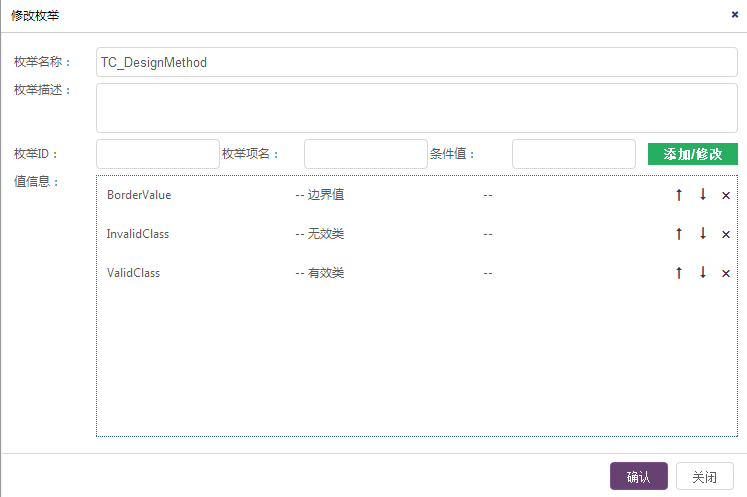 修改枚举 ×
枚举名称： TC_DesignMethod
枚举描述：
枚举ID： 枚举项名： 条件值： 添加/修改
值信息：
BorderValue -- 边界值 -- ↑ ↓ ×
InvalidClass -- 无效类 -- ↑ ↓ ×
ValidClass -- 有效类 -- ↑ ↓ ×
确认 关闭